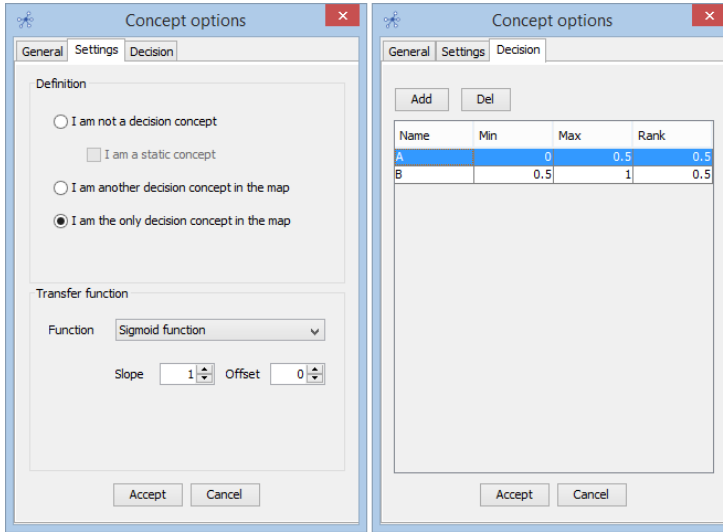 Concept options
General Settings Decision
Definition
I am not a decision concept
I am a static concept
I am another decision concept in the map
I am the only decision concept in the map
Transfer function
Function Sigmoid function
Slope 1 Offset 0
Accept Cancel
Concept options
General Settings Decision
Add Del
Name Min Max Rank
A 0 0.5 0.5
B 0.5 1 0.5
Accept Cancel